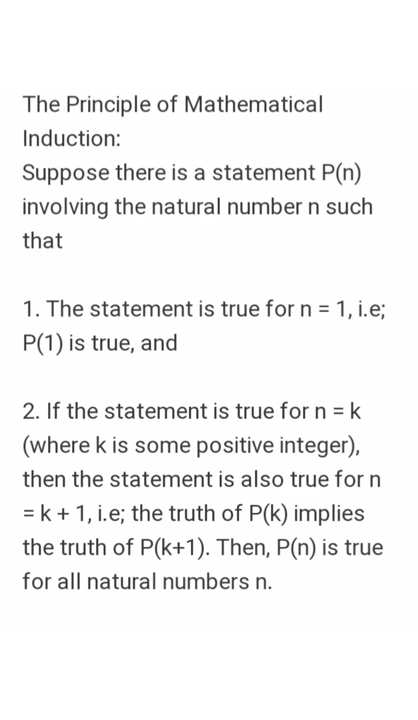 The Principle of Mathematical
Induction:
Suppose there is a statement P(n)
involving the natural number n such
that
1. The statement is true for n = 1, i.e;
P(1) is true, and
2. If the statement is true for n = k
(where k is some positive integer),
then the statement is also true for n
= k + 1, i.e; the truth of P(k) implies
the truth of P(k+1). Then, P(n) is true
for all natural numbers n.